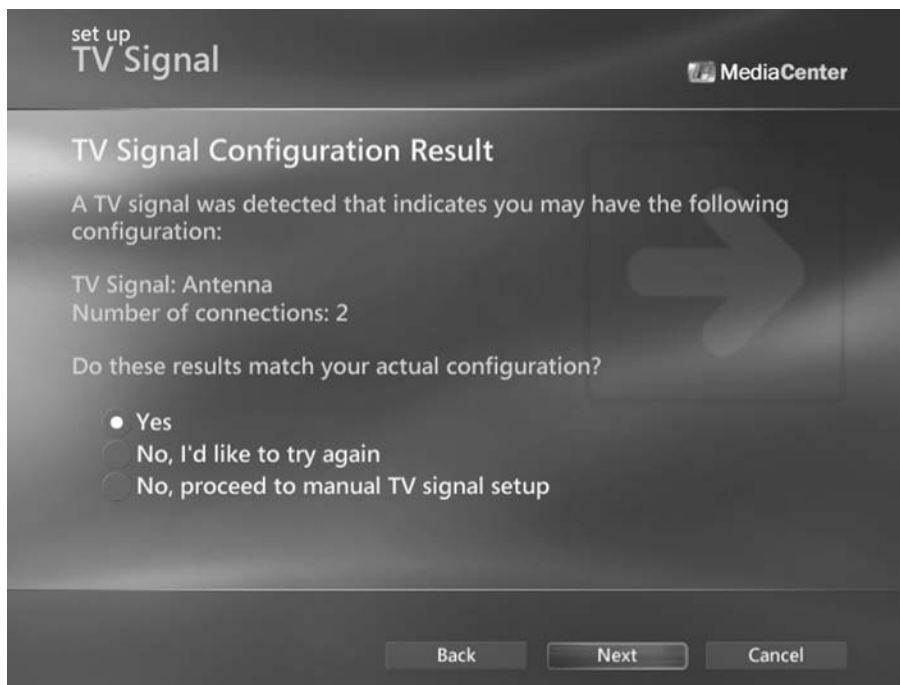 set up
TV Signal
MediaCenter
TV Signal Configuration Result
A TV signal was detected that indicates you may have the following
configuration:
TV Signal: Antenna
Number of connections: 2
Do these results match your actual configuration?
Yes
No, I'd like to try again
No, proceed to manual TV signal setup
Back Next Cancel